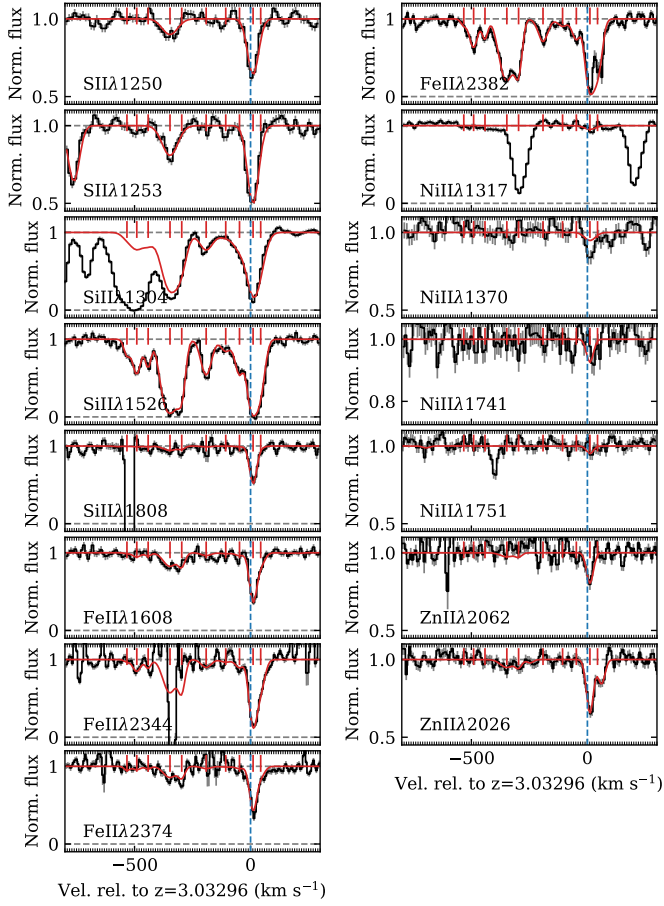 Norm. flux
1.0
0.5
SIIλ1250
Norm. flux
1.0
0.5
SIIλ1253
Norm. flux
1
0
SiIIλ1304
Norm. flux
1
0
SiIIλ1526
Norm. flux
1
0
SiIIλ1808
Norm. flux
1
0
FeIIλ1608
Norm. flux
1
0
FeIIλ2344
Norm. flux
1
0
FeIIλ2374
−500
0
Vel. rel. to z=3.03296 (km s⁻¹)
Norm. flux
1
0
FeIIλ2382
Norm. flux
1
0
NiIIλ1317
Norm. flux
1.0
0.5
NiIIλ1370
Norm. flux
1.0
0.8
NiIIλ1741
Norm. flux
1.0
0.5
NiIIλ1751
Norm. flux
1.0
0.5
ZnIIλ2062
Norm. flux
1.0
0.5
ZnIIλ2026
−500
0
Vel. rel. to z=3.03296 (km s⁻¹)